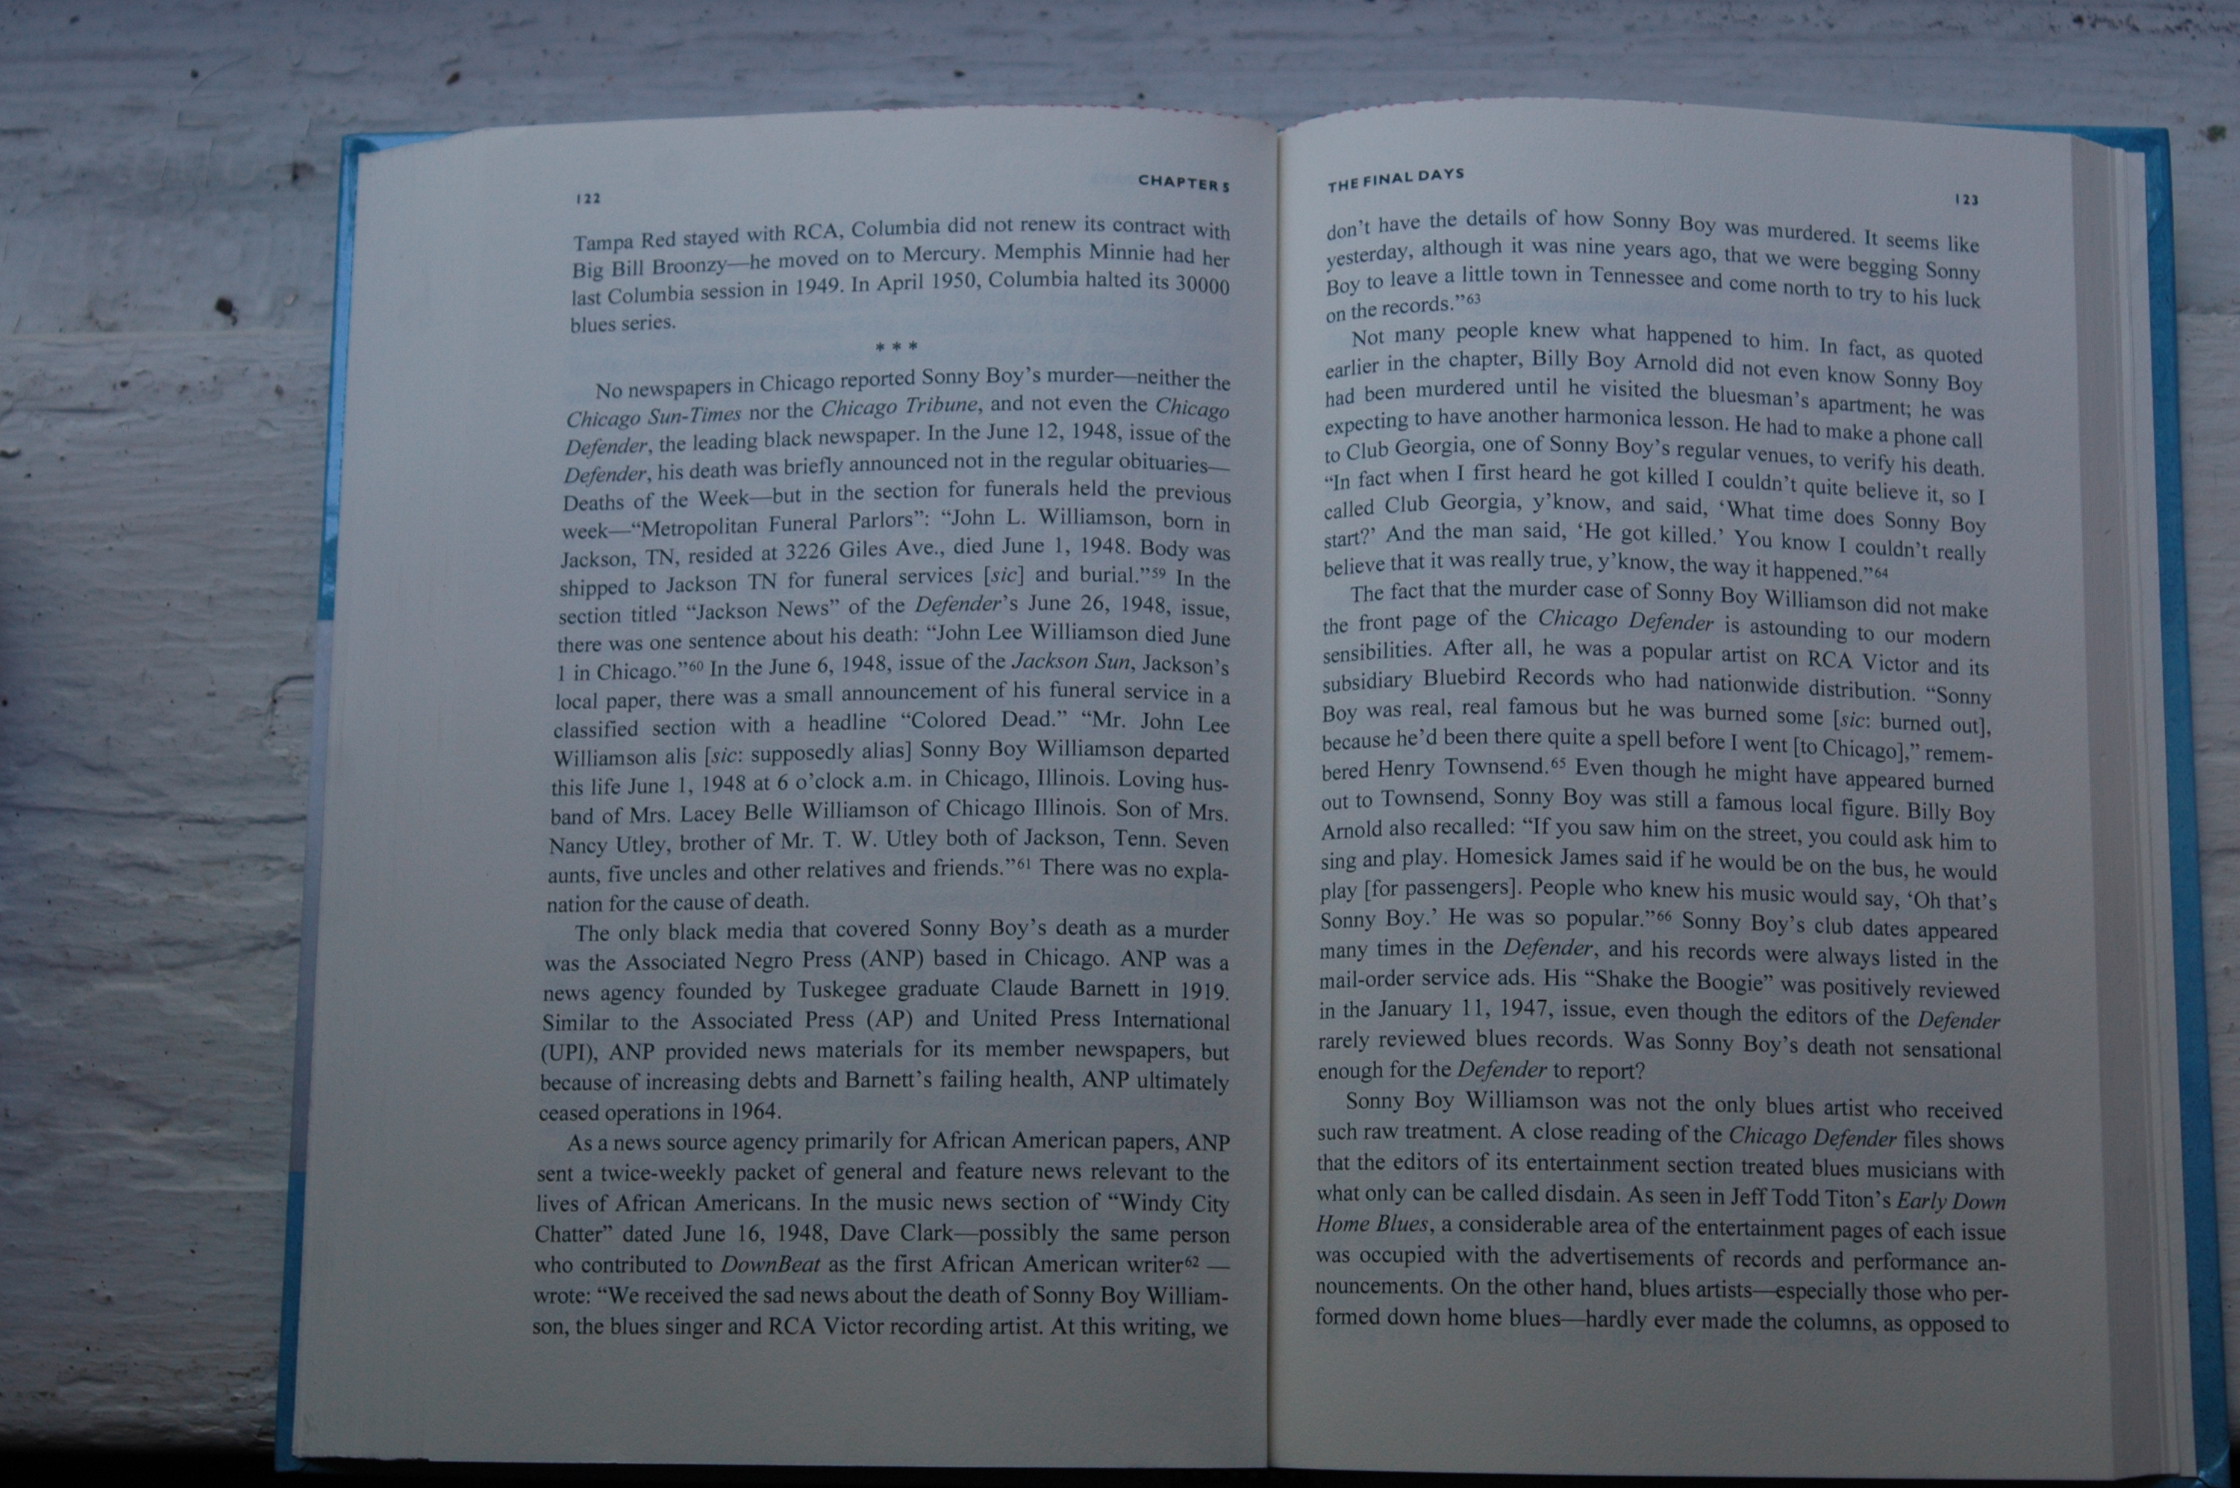 122
CHAPTER 5
Tampa Red stayed with RCA, Columbia did not renew its contract with
Big Bill Broonzy—he moved on to Mercury. Memphis Minnie had her
last Columbia session in 1949. In April 1950, Columbia halted its 30000
blues series.
* * *
No newspapers in Chicago reported Sonny Boy's murder—neither the
Chicago Sun-Times nor the Chicago Tribune, and not even the Chicago
Defender, the leading black newspaper. In the June 12, 1948, issue of the
Defender, his death was briefly announced not in the regular obituaries—
Deaths of the Week—but in the section for funerals held the previous
week—“Metropolitan Funeral Parlors”: “John L. Williamson, born in
Jackson, TN, resided at 3226 Giles Ave., died June 1, 1948. Body was
shipped to Jackson TN for funeral services [sic] and burial.”59 In the
section titled “Jackson News” of the Defender's June 26, 1948, issue,
there was one sentence about his death: “John Lee Williamson died June
1 in Chicago.”60 In the June 6, 1948, issue of the Jackson Sun, Jackson's
local paper, there was a small announcement of his funeral service in a
classified section with a headline “Colored Dead.” “Mr. John Lee
Williamson alis [sic: supposedly alias] Sonny Boy Williamson departed
this life June 1, 1948 at 6 o'clock a.m. in Chicago, Illinois. Loving hus-
band of Mrs. Lacey Belle Williamson of Chicago Illinois. Son of Mrs.
Nancy Utley, brother of Mr. T. W. Utley both of Jackson, Tenn. Seven
aunts, five uncles and other relatives and friends.”61 There was no expla-
nation for the cause of death.
The only black media that covered Sonny Boy's death as a murder
was the Associated Negro Press (ANP) based in Chicago. ANP was a
news agency founded by Tuskegee graduate Claude Barnett in 1919.
Similar to the Associated Press (AP) and United Press International
(UPI), ANP provided news materials for its member newspapers, but
because of increasing debts and Barnett's failing health, ANP ultimately
ceased operations in 1964.
As a news source agency primarily for African American papers, ANP
sent a twice-weekly packet of general and feature news relevant to the
lives of African Americans. In the music news section of “Windy City
Chatter” dated June 16, 1948, Dave Clark—possibly the same person
who contributed to DownBeat as the first African American writer62 —
wrote: “We received the sad news about the death of Sonny Boy William-
son, the blues singer and RCA Victor recording artist. At this writing, we
THE FINAL DAYS
123
don't have the details of how Sonny Boy was murdered. It seems like
yesterday, although it was nine years ago, that we were begging Sonny
Boy to leave a little town in Tennessee and come north to try to his luck
on the records.”63
Not many people knew what happened to him. In fact, as quoted
earlier in the chapter, Billy Boy Arnold did not even know Sonny Boy
had been murdered until he visited the bluesman's apartment; he was
expecting to have another harmonica lesson. He had to make a phone call
to Club Georgia, one of Sonny Boy's regular venues, to verify his death.
“In fact when I first heard he got killed I couldn't quite believe it, so I
called Club Georgia, y'know, and said, ‘What time does Sonny Boy
start?’ And the man said, ‘He got killed.’ You know I couldn't really
believe that it was really true, y'know, the way it happened.”64
The fact that the murder case of Sonny Boy Williamson did not make
the front page of the Chicago Defender is astounding to our modern
sensibilities. After all, he was a popular artist on RCA Victor and its
subsidiary Bluebird Records who had nationwide distribution. “Sonny
Boy was real, real famous but he was burned some [sic: burned out],
because he'd been there quite a spell before I went [to Chicago],” remem-
bered Henry Townsend.65 Even though he might have appeared burned
out to Townsend, Sonny Boy was still a famous local figure. Billy Boy
Arnold also recalled: “If you saw him on the street, you could ask him to
sing and play. Homesick James said if he would be on the bus, he would
play [for passengers]. People who knew his music would say, ‘Oh that's
Sonny Boy.’ He was so popular.”66 Sonny Boy's club dates appeared
many times in the Defender, and his records were always listed in the
mail-order service ads. His “Shake the Boogie” was positively reviewed
in the January 11, 1947, issue, even though the editors of the Defender
rarely reviewed blues records. Was Sonny Boy's death not sensational
enough for the Defender to report?
Sonny Boy Williamson was not the only blues artist who received
such raw treatment. A close reading of the Chicago Defender files shows
that the editors of its entertainment section treated blues musicians with
what only can be called disdain. As seen in Jeff Todd Titon's Early Down
Home Blues, a considerable area of the entertainment pages of each issue
was occupied with the advertisements of records and performance an-
nouncements. On the other hand, blues artists—especially those who per-
formed down home blues—hardly ever made the columns, as opposed to